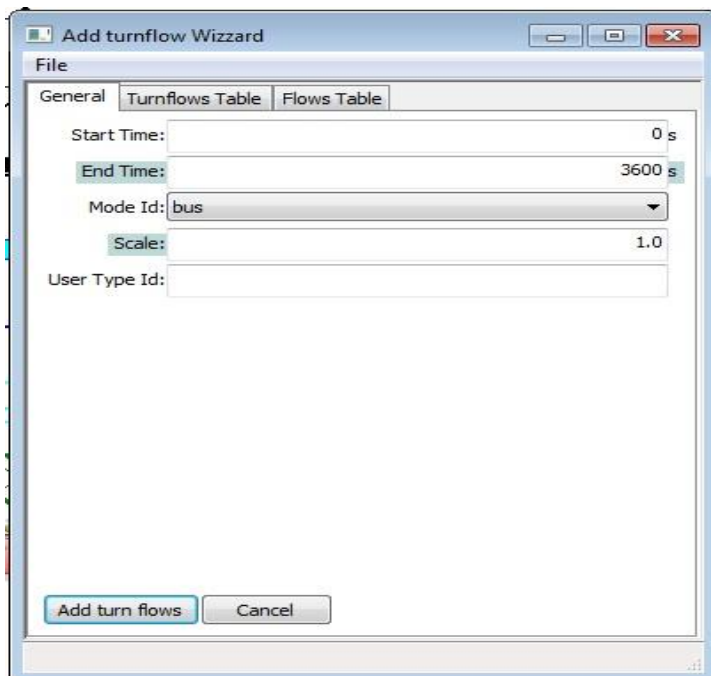 Add turnflow Wizzard
File
General Turnflows Table Flows Table
Start Time: 0 s
End Time: 3600 s
Mode Id: bus
Scale: 1.0
User Type Id:
Add turn flows Cancel